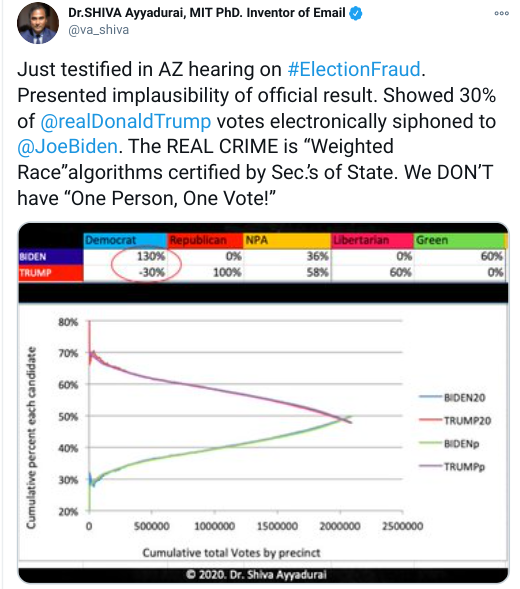 Dr.SHIVA Ayyadurai, MIT PhD. Inventor of Email
@va_shiva
Just testified in AZ hearing on #ElectionFraud.
Presented implausibility of official result. Showed 30%
of @realDonaldTrump votes electronically siphoned to
@JoeBiden. The REAL CRIME is “Weighted
Race”algorithms certified by Sec.’s of State. We DON’T
have “One Person, One Vote!”
Democrat Republican NPA Libertarian Green
BIDEN 130% 0% 36% 0% 60%
TRUMP -30% 100% 58% 60% 0%
80%
70%
60%
50%
40%
30%
20%
Cumulative percent each candidate
BIDEN20
TRUMP20
BIDENp
TRUMPp
0 500000 1000000 1500000 2000000 2500000
Cumulative total Votes by precinct
© 2020. Dr. Shiva Ayyadurai